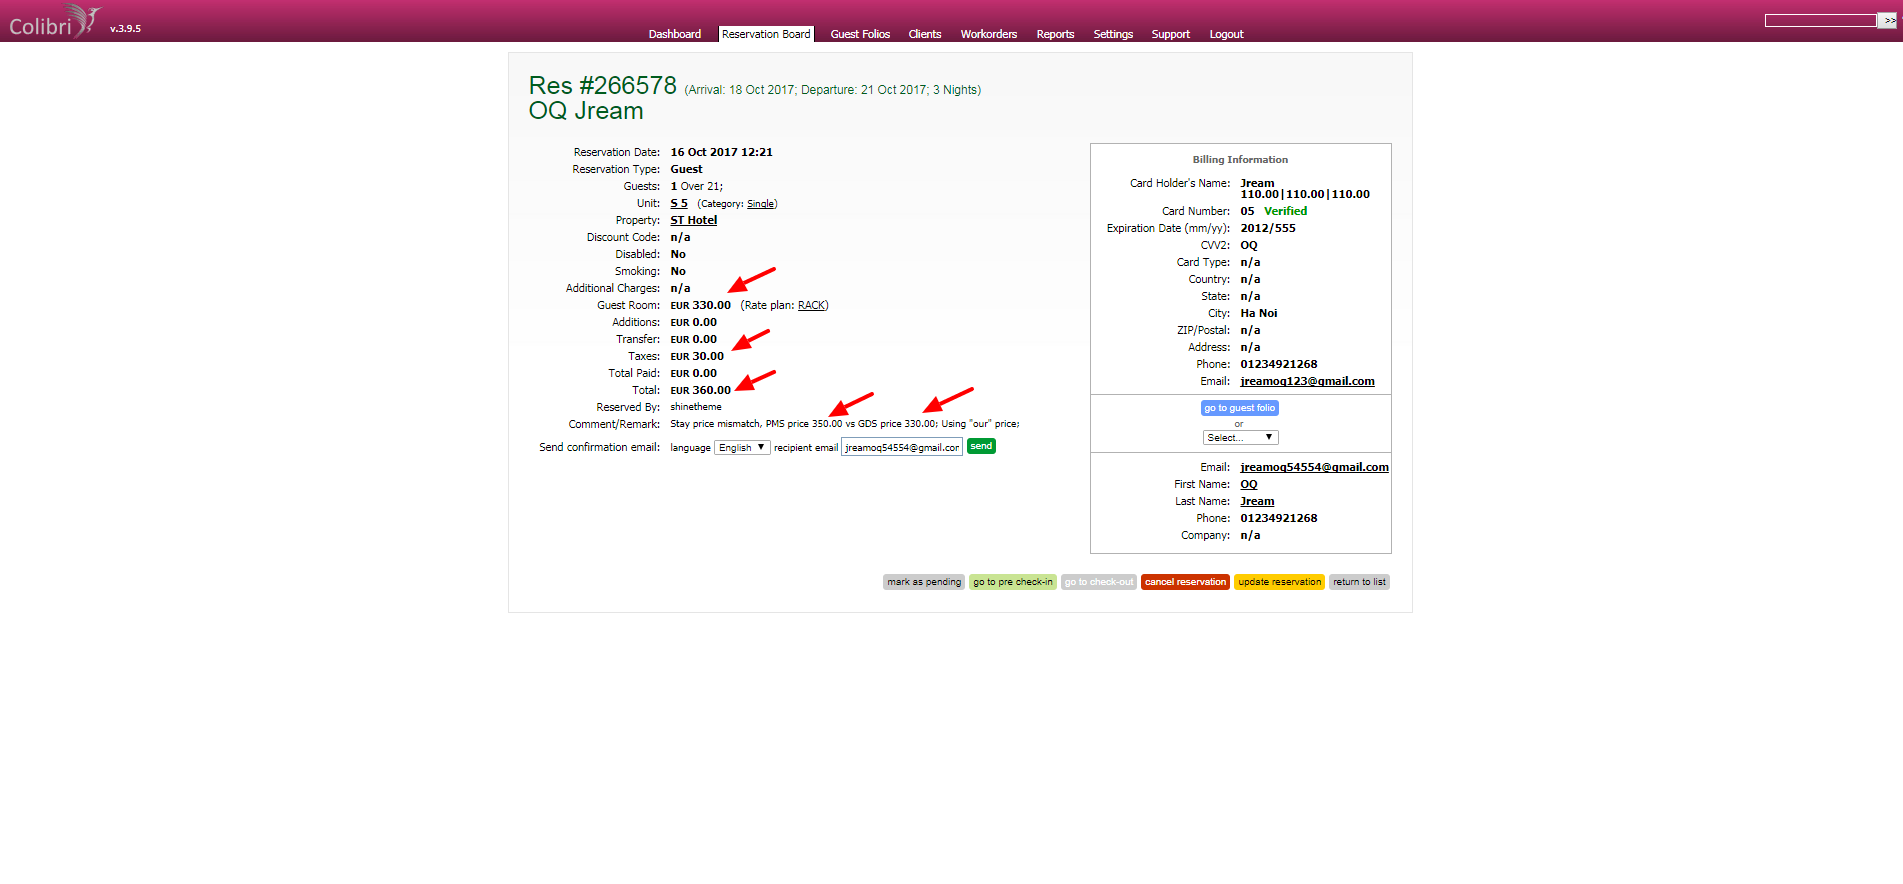 Colibri v.3.9.5
>>
Dashboard Reservation Board Guest Folios Clients Workorders Reports Settings Support Logout
Res #266578 (Arrival: 18 Oct 2017; Departure: 21 Oct 2017; 3 Nights)
OQ Jream
Reservation Date: 16 Oct 2017 12:21
Reservation Type: Guest
Guests: 1 Over 21;
Unit: S 5 (Category: Single)
Property: ST Hotel
Discount Code: n/a
Disabled: No
Smoking: No
Additional Charges: n/a
Guest Room: EUR 330.00 (Rate plan: RACK)
Additions: EUR 0.00
Transfer: EUR 0.00
Taxes: EUR 30.00
Total Paid: EUR 0.00
Total: EUR 360.00
Reserved By: shinetheme
Comment/Remark: Stay price mismatch, PMS price 350.00 vs GDS price 330.00; Using "our" price;
Send confirmation email: language English recipient email jreamoq54554@gmail.cor send
Billing Information
Card Holder's Name: Jream
110.00|110.00|110.00
Card Number: 05 Verified
Expiration Date (mm/yy): 2012/555
CVV2: OQ
Card Type: n/a
Country: n/a
State: n/a
City: Ha Noi
ZIP/Postal: n/a
Address: n/a
Phone: 01234921268
Email: jreamoq123@gmail.com
go to guest folio
or
Select...
Email: jreamoq54554@gmail.com
First Name: OQ
Last Name: Jream
Phone: 01234921268
Company: n/a
mark as pending go to pre check-in go to check-out cancel reservation update reservation return to list